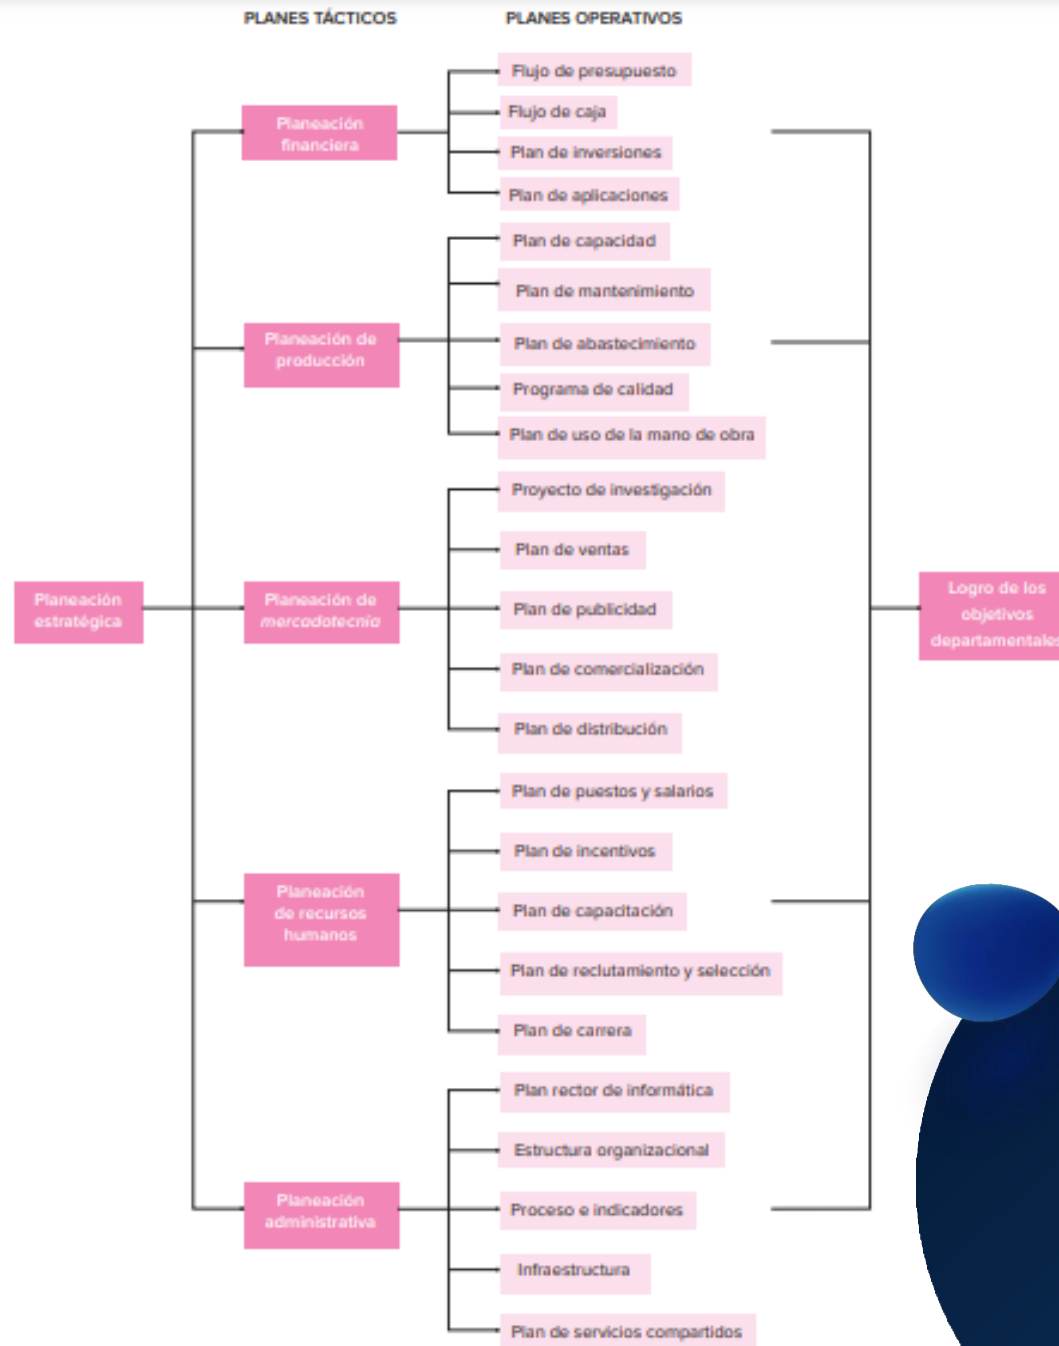 PLANES TÁCTICOS
PLANES OPERATIVOS
Planeación
estratégica
Planeación
financiera
Flujo de presupuesto
Flujo de caja
Plan de inversiones
Plan de aplicaciones
Planeación de
producción
Plan de capacidad
Plan de mantenimiento
Plan de abastecimiento
Programa de calidad
Plan de uso de la mano de obra
Planeación de
mercadotecnia
Proyecto de investigación
Plan de ventas
Plan de publicidad
Plan de comercialización
Plan de distribución
Planeación
de recursos
humanos
Plan de puestos y salarios
Plan de incentivos
Plan de capacitación
Plan de reclutamiento y selección
Plan de carrera
Planeación
administrativa
Plan rector de informática
Estructura organizacional
Proceso e indicadores
Infraestructura
Plan de servicios compartidos
Logro de los
objetivos
departamentales